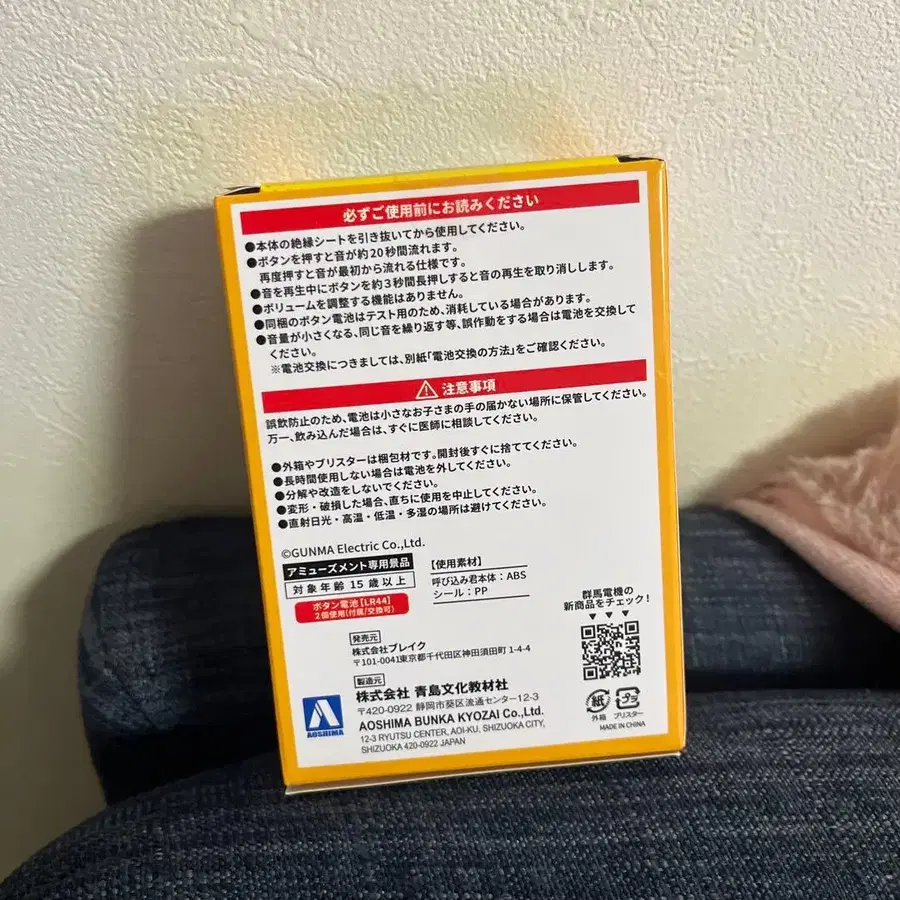 必ずご使用前にお読みください
●本体の絶縁シートを引き抜いてから使用してください。
●ボタンを押すと音が約20秒間流れます。
再度押すと音が最初から流れる仕様です。
●音を再生中にボタンを約3秒間長押しすると音の再生を取り消しします。
●ボリュームを調整する機能はありません。
●同梱のボタン電池はテスト用のため、消耗している場合があります。
●音量が小さくなる、同じ音を繰り返す等、誤作動をする場合は電池を交換して
ください。
※電池交換につきましては、別紙「電池交換の方法」をご確認ください。
注意事項
誤飲防止のため、電池は小さなお子さまの手の届かない場所に保管してください。
万一、飲み込んだ場合は、すぐに医師に相談してください。
●外箱やブリスターは梱包材です。開封後すぐに捨ててください。
●長時間使用しない場合は電池を外してください。
●分解や改造をしないでください。
●変形・破損した場合、直ちに使用を中止してください。
●直射日光・高温・低温・多湿の場所は避けてください。
©GUNMA Electric Co.,Ltd.
アミューズメント専用景品
対象年齢15歳以上
ボタン電池【LR44】
2個使用(付属/交換可)
【使用素材】
呼び込み君本体：ABS
シール：PP
群馬電機の
新商品をチェック！
発売元
株式会社ブレイク
〒101-0041東京都千代田区神田須田町1-4-4
製造元
株式会社 青島文化教材社
〒420-0922 静岡市葵区流通センター12-3
AOSHIMA BUNKA KYOZAI Co.,Ltd.
12-3 RYUTSU CENTER, AOI-KU, SHIZUOKA CITY,
SHIZUOKA 420-0922 JAPAN
AOSHIMA
紙
外箱
プラ
ブリスター
MADE IN CHINA